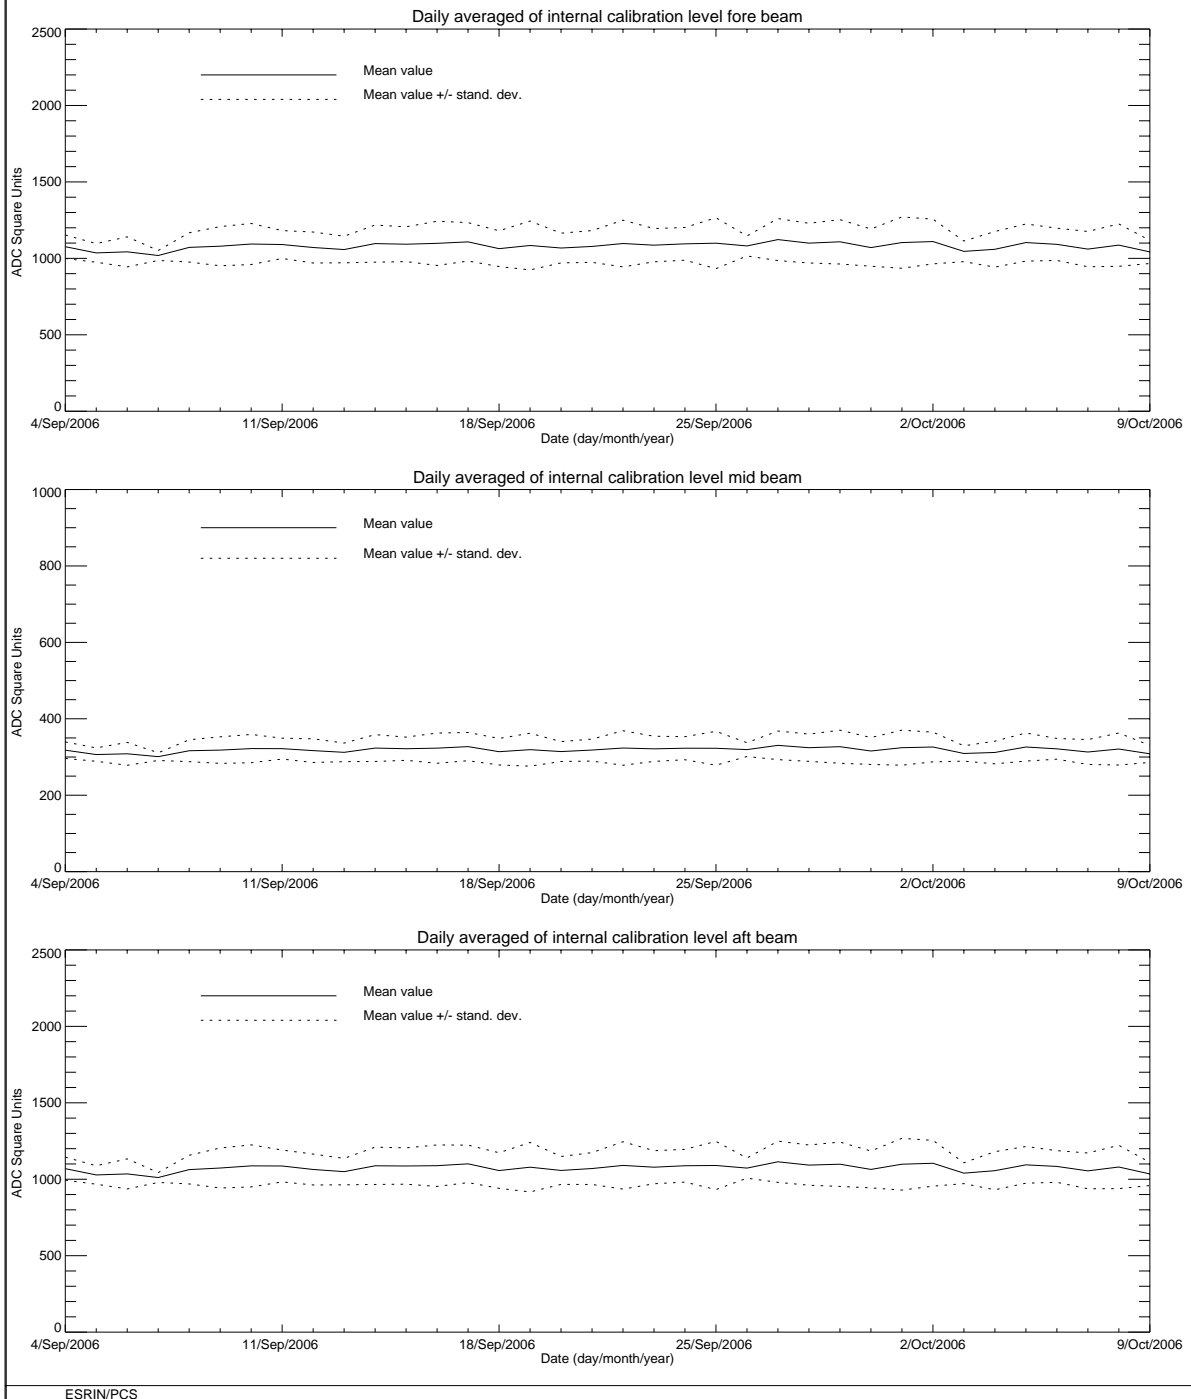 Daily averaged of internal calibration level fore beam
2500
2000
1500
1000
500
0
ADC Square Units
Mean value
Mean value +/- stand. dev.
4/Sep/2006 11/Sep/2006 18/Sep/2006 25/Sep/2006 2/Oct/2006 9/Oct/2006
Date (day/month/year)
Daily averaged of internal calibration level mid beam
1000
800
600
400
200
0
ADC Square Units
Mean value
Mean value +/- stand. dev.
4/Sep/2006 11/Sep/2006 18/Sep/2006 25/Sep/2006 2/Oct/2006 9/Oct/2006
Date (day/month/year)
Daily averaged of internal calibration level aft beam
2500
2000
1500
1000
500
0
ADC Square Units
Mean value
Mean value +/- stand. dev.
4/Sep/2006 11/Sep/2006 18/Sep/2006 25/Sep/2006 2/Oct/2006 9/Oct/2006
Date (day/month/year)
ESRIN/PCS